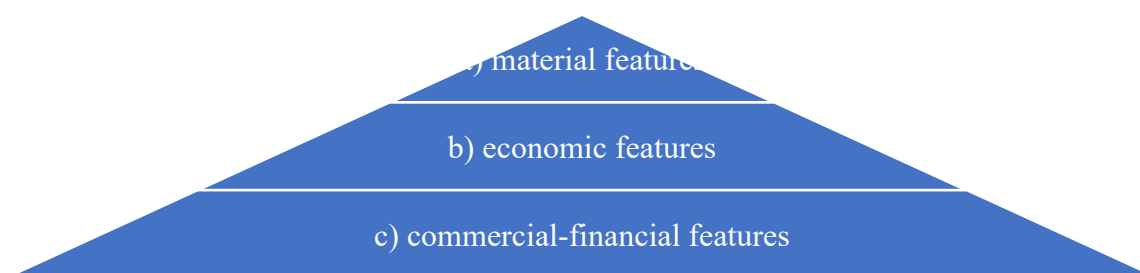 a) material features
b) economic features
c) commercial-financial features